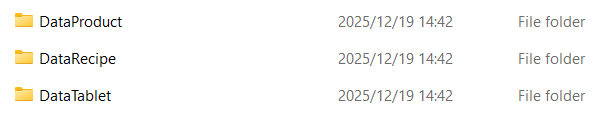 DataProduct 2025/12/19 14:42 File folder
DataRecipe 2025/12/19 14:42 File folder
DataTablet 2025/12/19 14:42 File folder